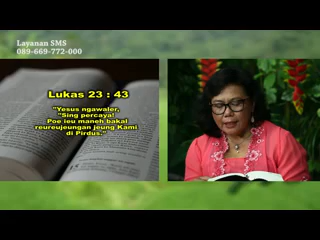 Layanan SMS
089-669-772-000
Lukas 23 : 43
"Yesus ngawaler,
"Sing percaya!
Poe ieu maneh bakal
reureujeungan jeung Kami
di Pirdus."